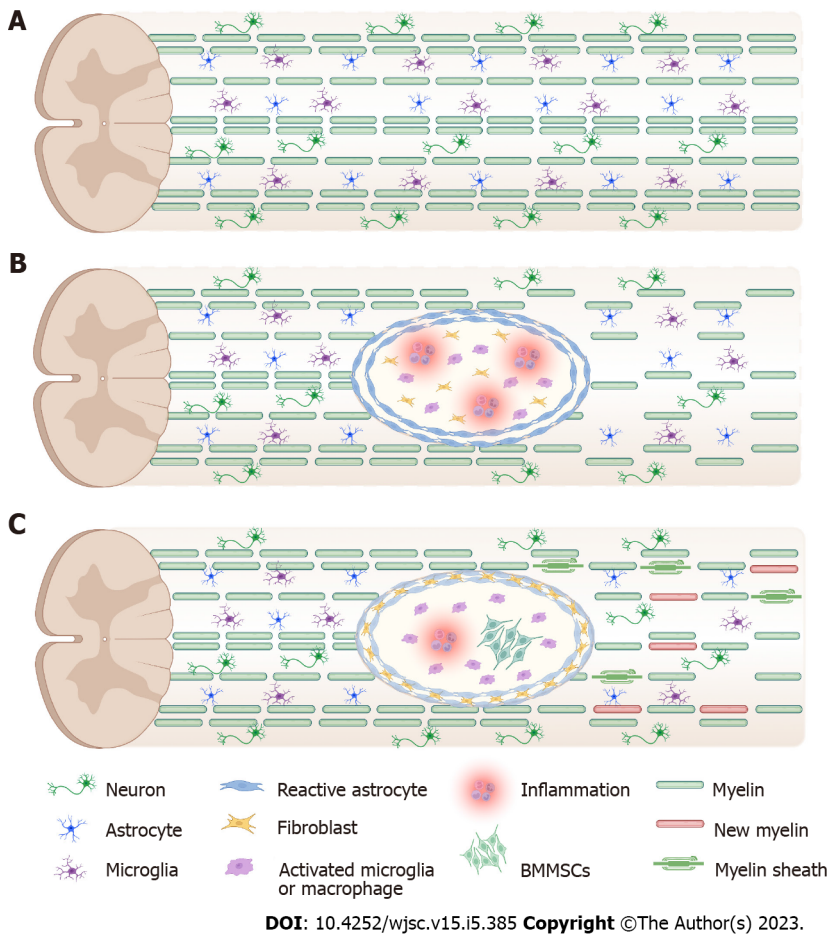 A
B
C
Neuron
Reactive astrocyte
Inflammation
Myelin
Astrocyte
Fibroblast
New myelin
Microglia
Activated microglia
or macrophage
BMMSCs
Myelin sheath
DOI: 10.4252/wjsc.v15.i5.385 Copyright ©The Author(s) 2023.